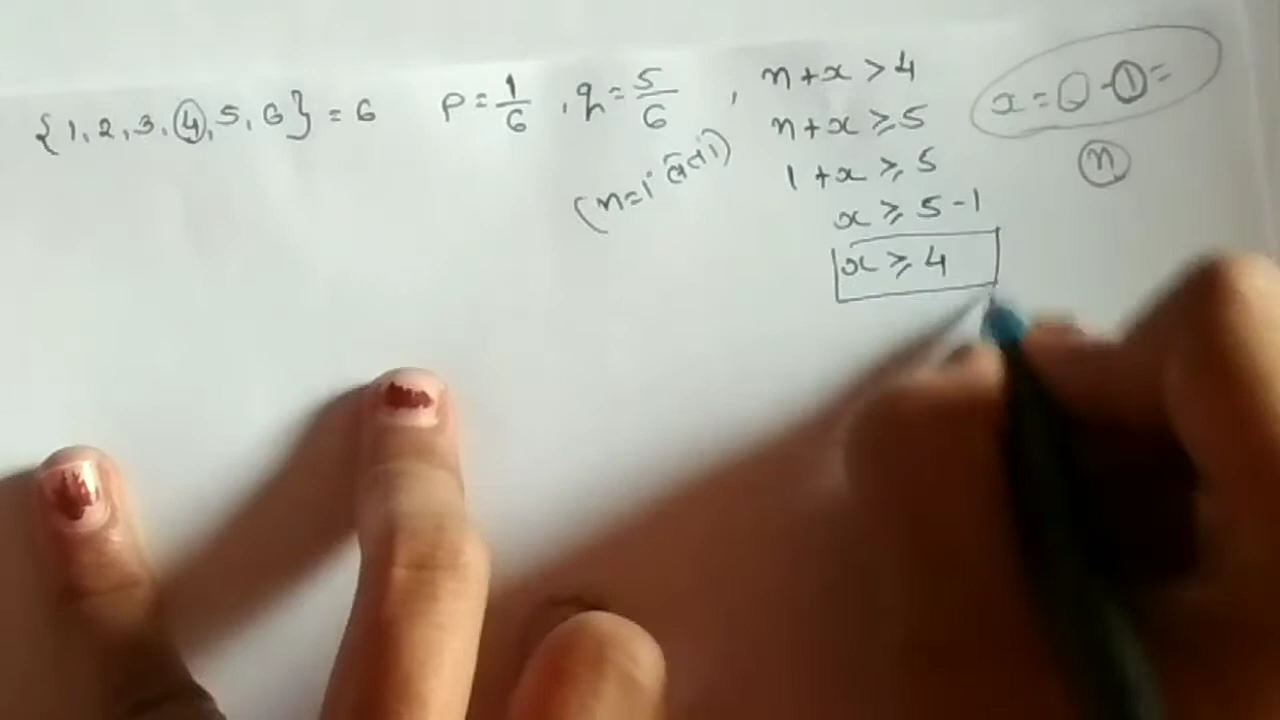 {1, 2, 3, 4, 5, 6} = 6 p = 1/6 , q = 5/6 , n + x > 4
n + x ≥ 5
(n=1
1 + x ≥ 5
x ≥ 5 - 1
x ≥ 4
x = - 1 =
n